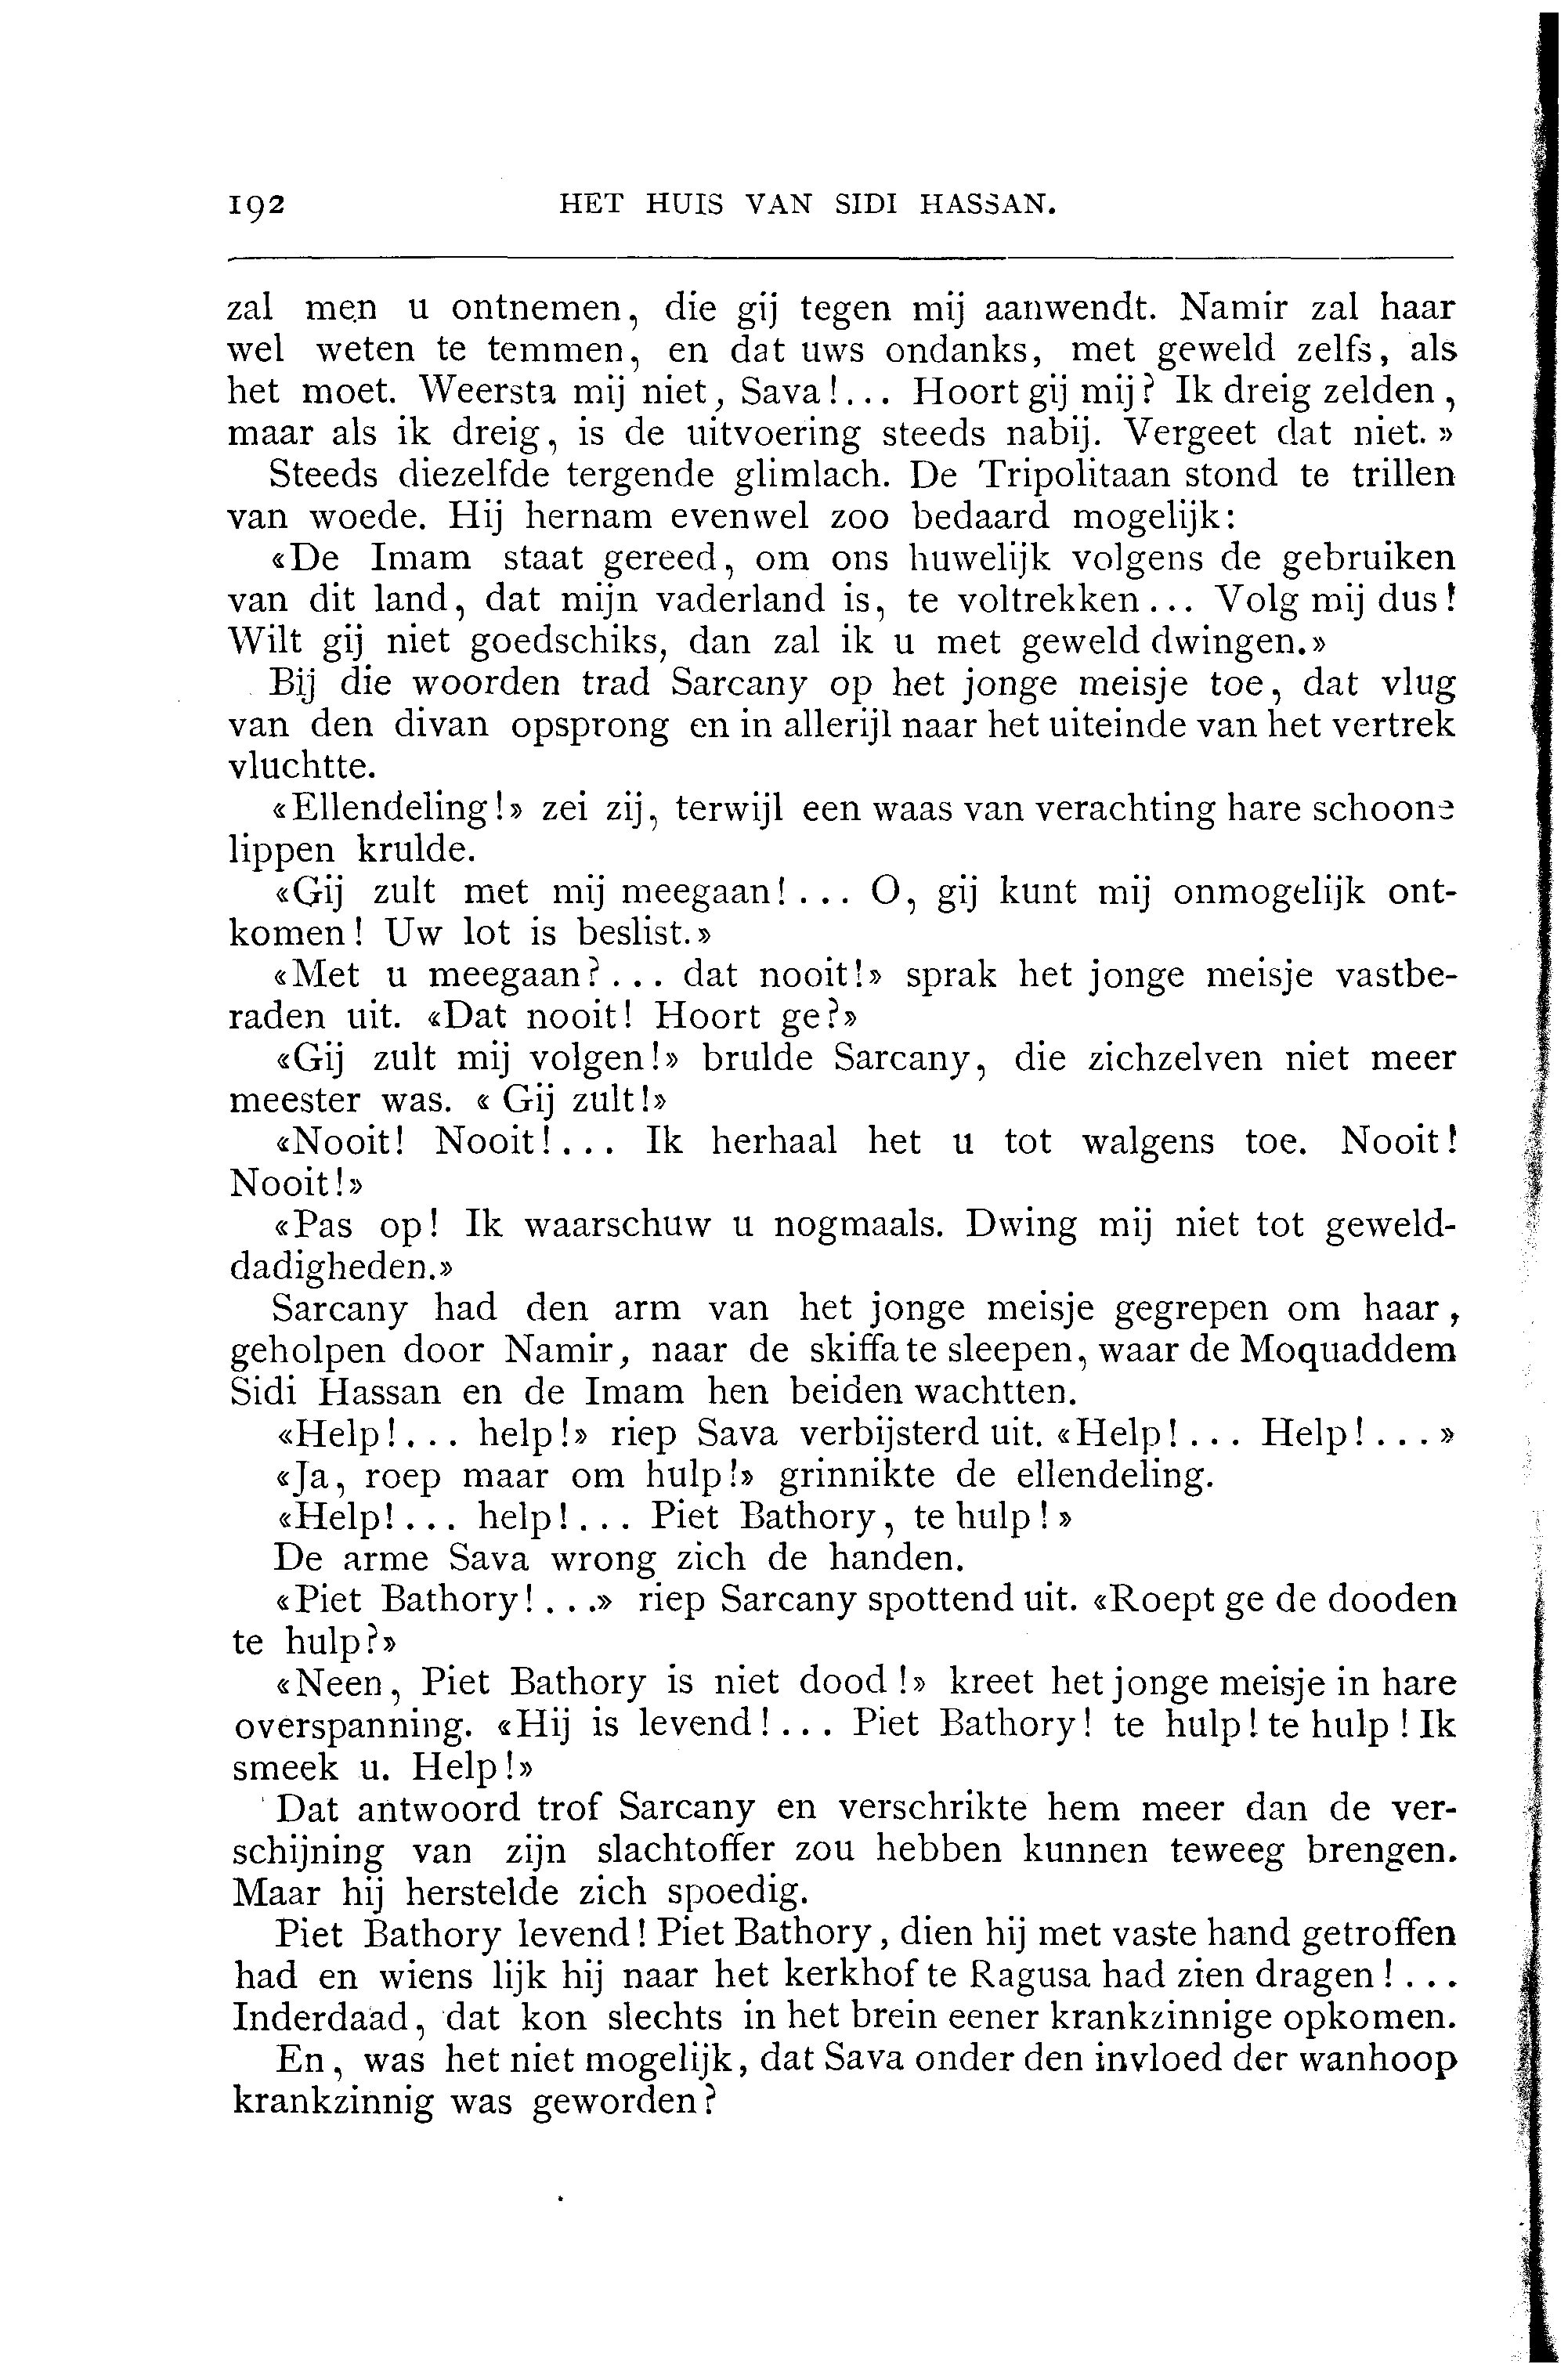 192 HET HUIS VAN SIDI HASSAN.
zal men u ontnemen, die gij tegen mij aanwendt. Namir zal haar
wel weten te temmen, en dat uws ondanks, met geweld zelfs, als
het moet. Weersta mij niet, Sava!... Hoort gij mij? Ik dreig zelden,
maar als ik dreig, is de uitvoering steeds nabij. Vergeet dat niet.»
Steeds diezelfde tergende glimlach. De Tripolitaan stond te trillen
van woede. Hij hernam evenwel zoo bedaard mogelijk:
«De Imam staat gereed, om ons huwelijk volgens de gebruiken
van dit land, dat mijn vaderland is, te voltrekken... Volg mij dus!
Wilt gij niet goedschiks, dan zal ik u met geweld dwingen.»
Bij die woorden trad Sarcany op het jonge meisje toe, dat vlug
van den divan opsprong en in allerijl naar het uiteinde van het vertrek
vluchtte.
«Ellendeling!» zei zij, terwijl een waas van verachting hare schoone
lippen krulde.
«Gij zult met mij meegaan!... O, gij kunt mij onmogelijk ont-
komen! Uw lot is beslist.»
«Met u meegaan?... dat nooit!» sprak het jonge meisje vastbe-
raden uit. «Dat nooit! Hoort ge?»
«Gij zult mij volgen!» brulde Sarcany, die zichzelven niet meer
meester was. «Gij zult!»
«Nooit! Nooit!... Ik herhaal het u tot walgens toe. Nooit!
Nooit!»
«Pas op! Ik waarschuw u nogmaals. Dwing mij niet tot geweld-
dadigheden.»
Sarcany had den arm van het jonge meisje gegrepen om haar,
geholpen door Namir, naar de skiffa te sleepen, waar de Moquaddem
Sidi Hassan en de Imam hen beiden wachtten.
«Help!... help!» riep Sava verbijsterd uit. «Help!... Help!...»
«Ja, roep maar om hulp!» grinnikte de ellendeling.
«Help!... help!... Piet Bathory, te hulp!»
De arme Sava wrong zich de handen.
«Piet Bathory!...» riep Sarcany spottend uit. «Roept ge de dooden
te hulp?»
«Neen, Piet Bathory is niet dood!» kreet het jonge meisje in hare
overspanning. «Hij is levend!... Piet Bathory! te hulp! te hulp! Ik
smeek u. Help!»
Dat antwoord trof Sarcany en verschrikte hem meer dan de ver-
schijning van zijn slachtoffer zou hebben kunnen teweeg brengen.
Maar hij herstelde zich spoedig.
Piet Bathory levend! Piet Bathory, dien hij met vaste hand getroffen
had en wiens lijk hij naar het kerkhof te Ragusa had zien dragen!...
Inderdaad, dat kon slechts in het brein eener krankzinnige opkomen.
En, was het niet mogelijk, dat Sava onder den invloed der wanhoop
krankzinnig was geworden?